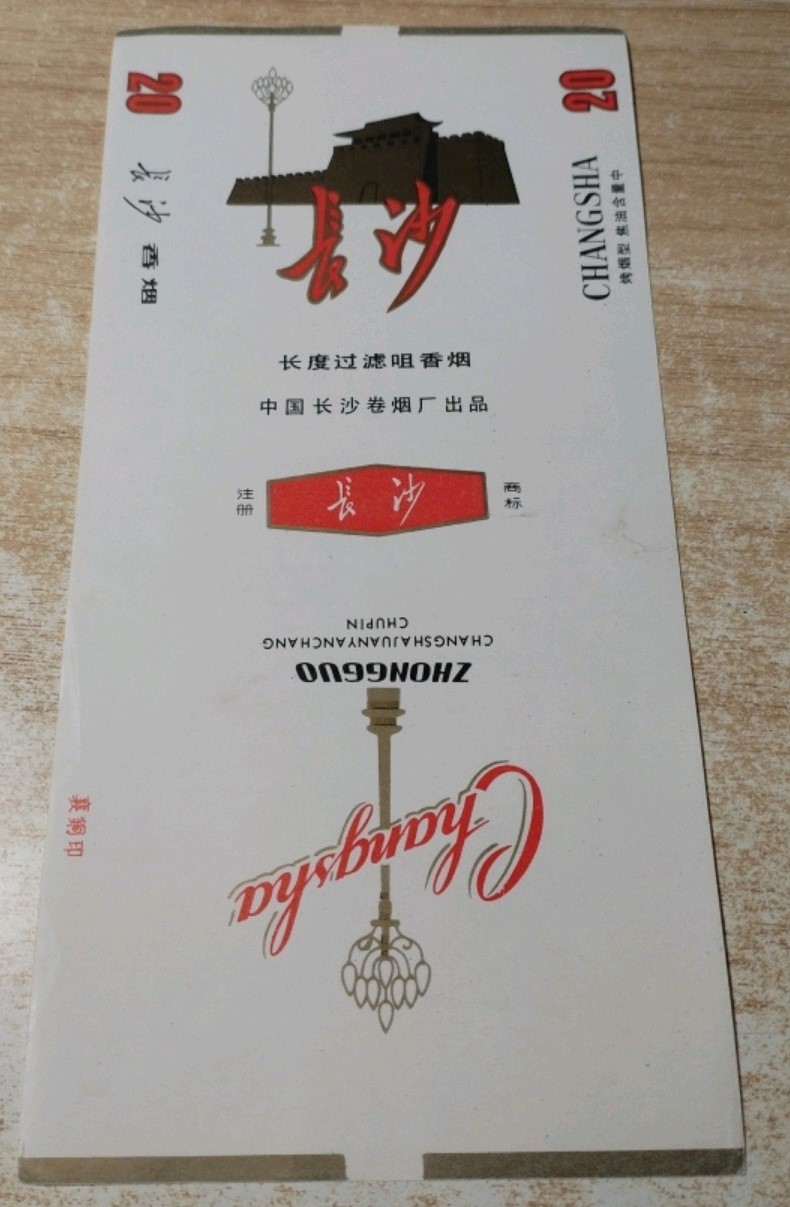 20
长沙 香烟
長沙
20
CHANGSHA
烤烟型 焦油含量中
长度过滤咀香烟
中国长沙卷烟厂出品
注册
長沙
商标
Changsha
ZHONGGUO
CHANGSHAJUANYANCHANG
CHUPIN